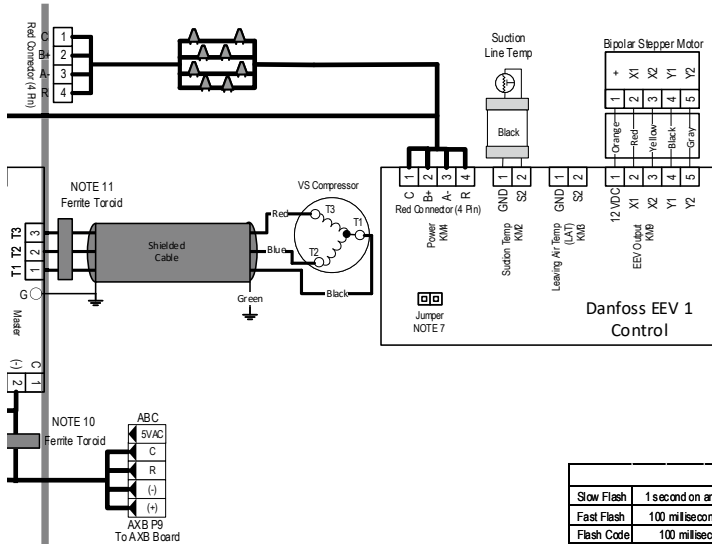 Red Connector (4 Pin)
C 1
B+ 2
A- 3
R 4
Suction
Line Temp
Black
Bipolar Stepper Motor
+ X1 X2 Y1 Y2
1 2 3 4 5
Orange Red Yellow Black Gray
1 2 3 4
C B+ A- R
Red Connector (4 Pin)
Power
KM4
1 2
GND S2
Suction Temp
KM2
1 2
GND S2
Leaving Air Temp
(LAT)
KM3
1 2 3 4 5
12 VDC X1 X2 Y1 Y2
EEV Output
KM9
Jumper
NOTE 7
Danfoss EEV 1
Control
NOTE 11
Ferrite Toroid
T3 3
T2 2
T1 1
G
Shielded
Cable
VS Compressor
T3
T1
T2
Red
Blue
Black
Green
Master
(-) C
2 1
NOTE 10
Ferrite Toroid
ABC
5VAC
C
R
(-)
(+)
AXB P9
To AXB Board
Slow Flash 1 second on
Fast Flash 100
Flash Code 100